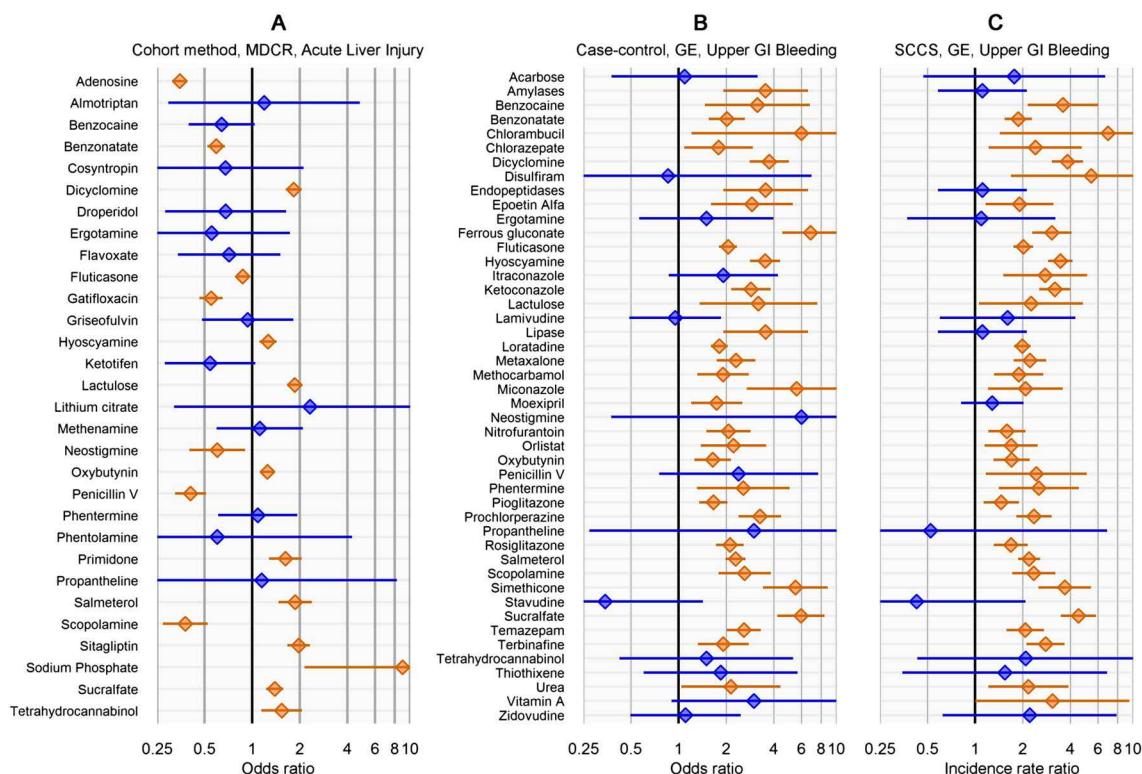 A
B
C
Cohort method, MDCR, Acute Liver Injury
Case-control, GE, Upper GI Bleeding
SCCS, GE, Upper GI Bleeding
Adenosine
Almotriptan
Benzocaine
Benzonatate
Cosyntropin
Dicyclomine
Droperidol
Ergotamine
Flavoxate
Fluticasone
Gatifloxacin
Griseofulvin
Hyoscyamine
Ketotifen
Lactulose
Lithium citrate
Methenamine
Neostigmine
Oxybutynin
Penicillin V
Phentermine
Phentolamine
Primidone
Propantheline
Salmeterol
Scopolamine
Sitagliptin
Sodium Phosphate
Sucralfate
Tetrahydrocannabinol
0.25 0.5 1 2 4 6 8 10
Odds ratio
Acarbose
Amylases
Benzocaine
Benzonatate
Chlorambucil
Chlorazepate
Dicyclomine
Disulfiram
Endopeptidases
Epoetin Alfa
Ergotamine
Ferrous gluconate
Fluticasone
Hyoscyamine
Itraconazole
Ketoconazole
Lactulose
Lamivudine
Lipase
Loratadine
Metaxalone
Methocarbamol
Miconazole
Moexipril
Neostigmine
Nitrofurantoin
Orlistat
Oxybutynin
Penicillin V
Phentermine
Pioglitazone
Prochlorperazine
Propantheline
Rosiglitazone
Salmeterol
Scopolamine
Simethicone
Stavudine
Sucralfate
Temazepam
Terbinafine
Tetrahydrocannabinol
Thiothixene
Urea
Vitamin A
Zidovudine
0.25 0.5 1 2 4 6 8 10
Odds ratio
0.25 0.5 1 2 4 6 8 10
Incidence rate ratio